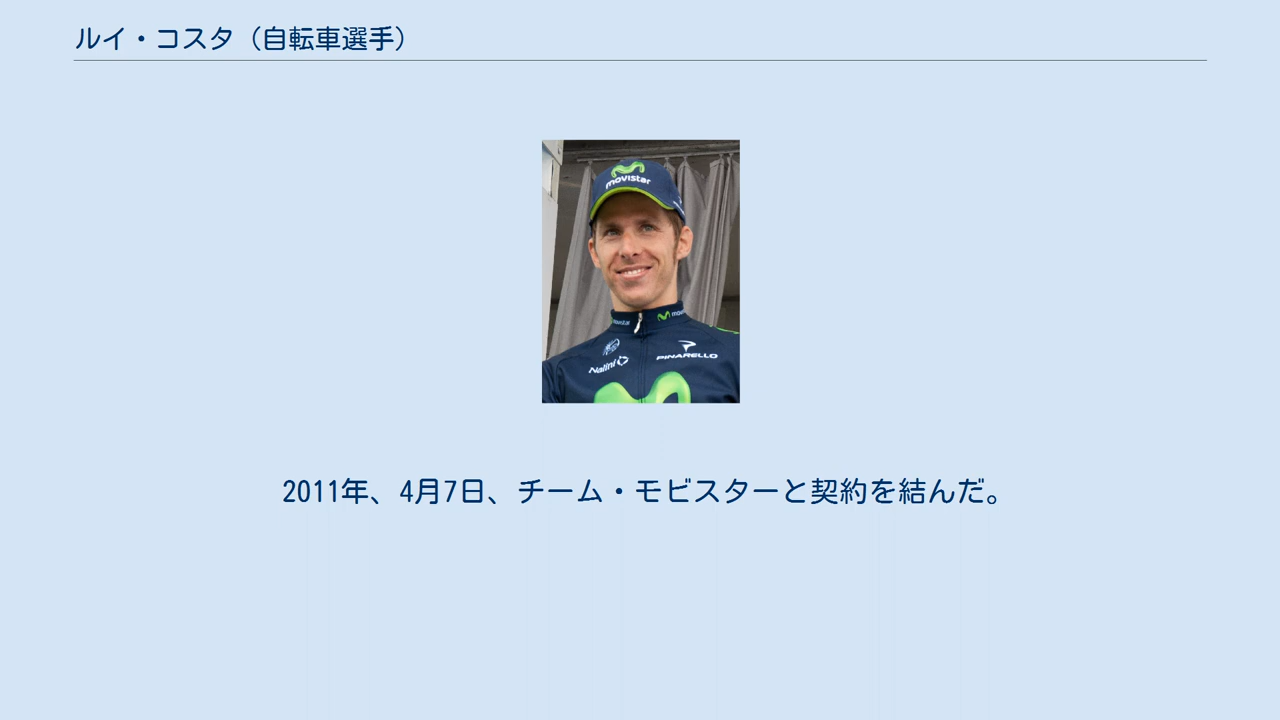 ルイ・コスタ（自転車選手）
movistar
movistar
PINARELLO
Nalini
2011年、4月7日、チーム・モビスターと契約を結んだ。